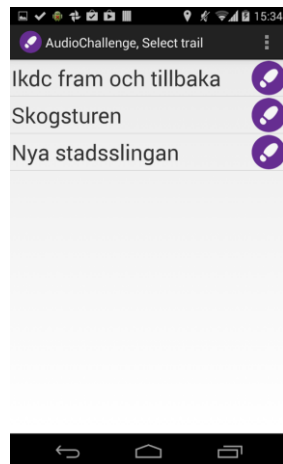 15:34
AudioChallenge, Select trail
Ikdc fram och tillbaka
Skogsturen
Nya stadsslingan